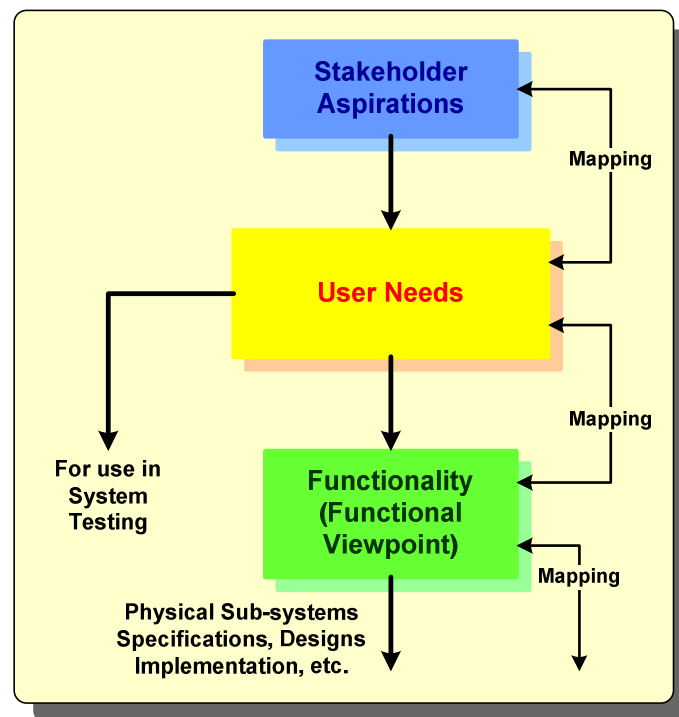 Stakeholder
Aspirations
Mapping
User Needs
Mapping
For use in
System
Testing
Functionality
(Functional
Viewpoint)
Mapping
Physical Sub-systems
Specifications, Designs
Implementation, etc.